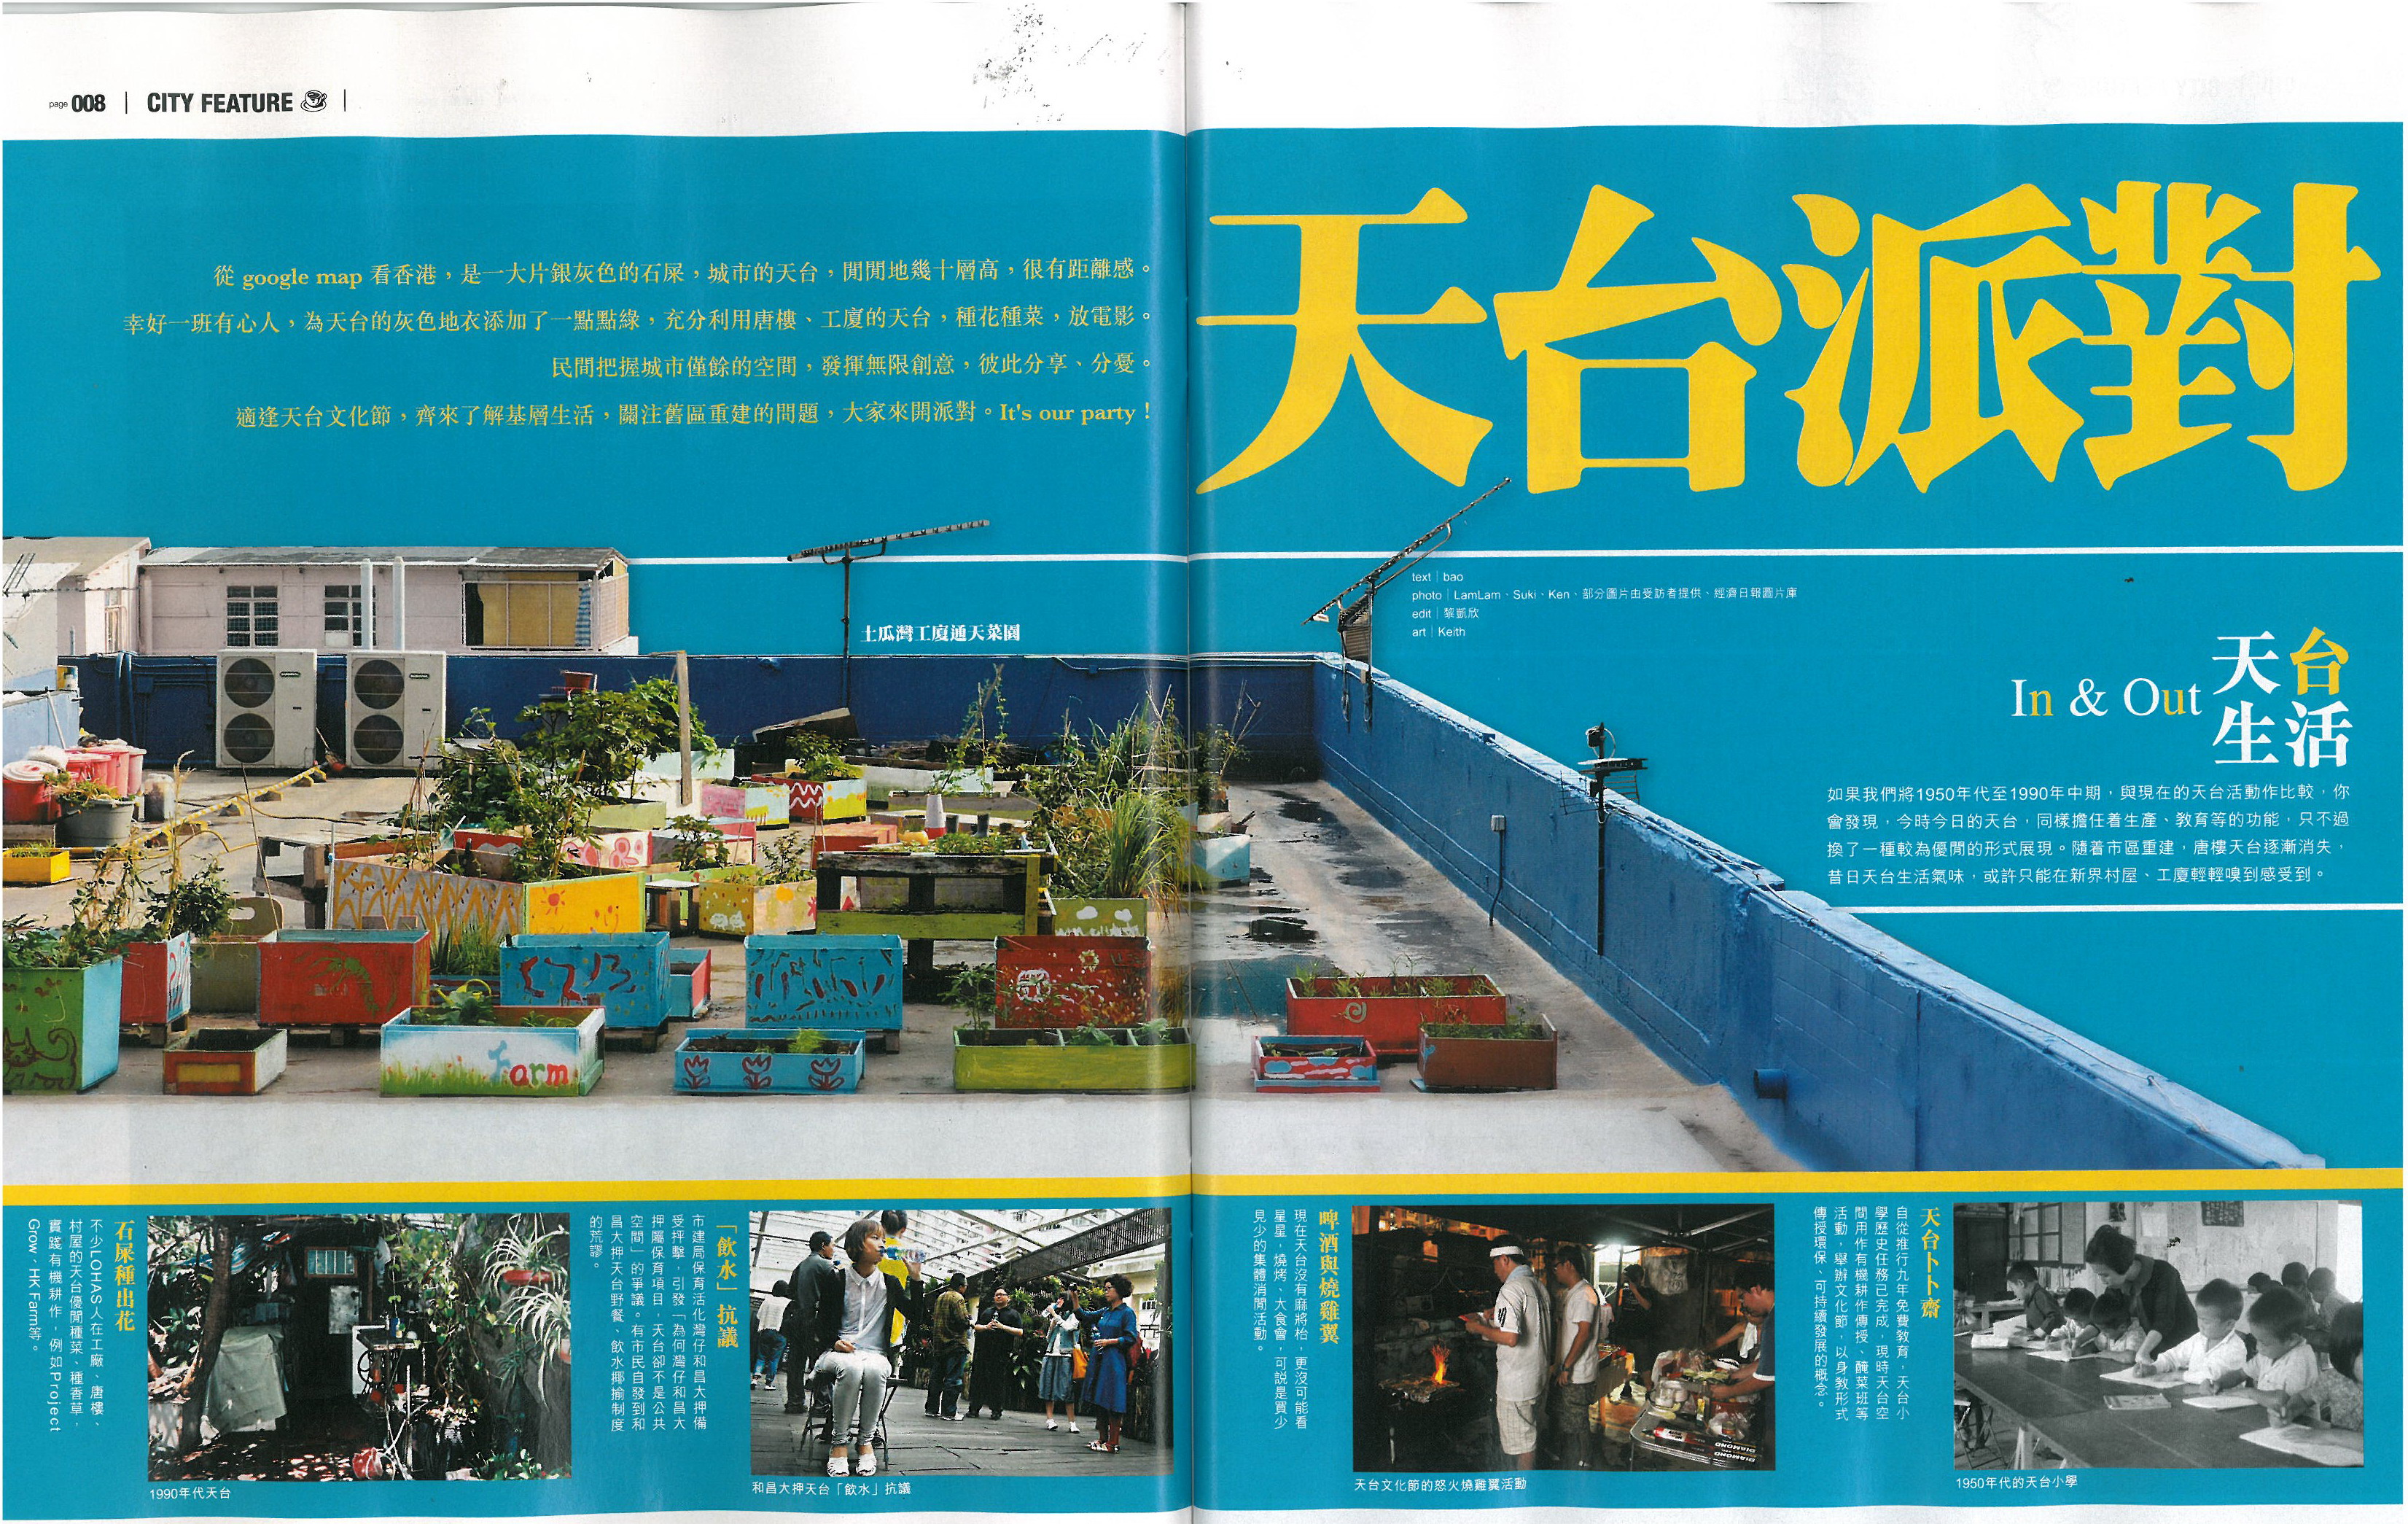 page 008 | CITY FEATURE |
天台派對
從 google map 看香港，是一大片銀灰色的石屎，城市的天台，閒閒地幾十層高，很有距離感。
幸好一班有心人，為天台的灰色地衣添加了一點點綠，充分利用唐樓、工廈的天台，種花種菜，放電影。
民間把握城市僅餘的空間，發揮無限創意，彼此分享、分憂。
適逢天台文化節，齊來了解基層生活，關注舊區重建的問題，大家來開派對。It's our party！
text｜bao
photo｜LamLam、Suki、Ken、部分圖片由受訪者提供、經濟日報圖片庫
edit｜黎凱欣
art｜Keith
土瓜灣工廈通天菜園
In & Out 天台
生活
如果我們將1950年代至1990年中期，與現在的天台活動作比較，你
會發現，今時今日的天台，同樣擔任着生產、教育等的功能，只不過
換了一種較為優閒的形式展現。隨着市區重建，唐樓天台逐漸消失，
昔日天台生活氣味，或許只能在新界村屋、工廈輕輕嗅到感受到。
farm
天台卜卜齋
自從推行九年免費教育，天台小
學歷史任務已完成，現時天台空
間用作有機耕作傳授、醃菜班等
活動，舉辦文化節，以身教形式
傳授環保、可持續發展的概念。
1950年代的天台小學
啤酒與燒雞翼
現在天台沒有麻將枱，更沒可能看
星星，燒烤、大食會，可說是買少
見少的集體消閒活動。
DIAMOND
DIAMOND
天台文化節的怒火燒雞翼活動
「飲水」抗議
市建局保育活化灣仔和昌大押備
受抨擊，引發「為何灣仔和昌大
押屬保育項目，天台卻不是公共
空間」的爭議。有市民自發到和
昌大押天台野餐、飲水揶揄制度
的荒謬。
和昌大押天台「飲水」抗議
石屎種出花
不少LOHAS人在工廠、唐樓、
村屋的天台優閒種菜、種香草，
實踐有機耕作，例如Project
Grow、HK Farm等。
1990年代天台